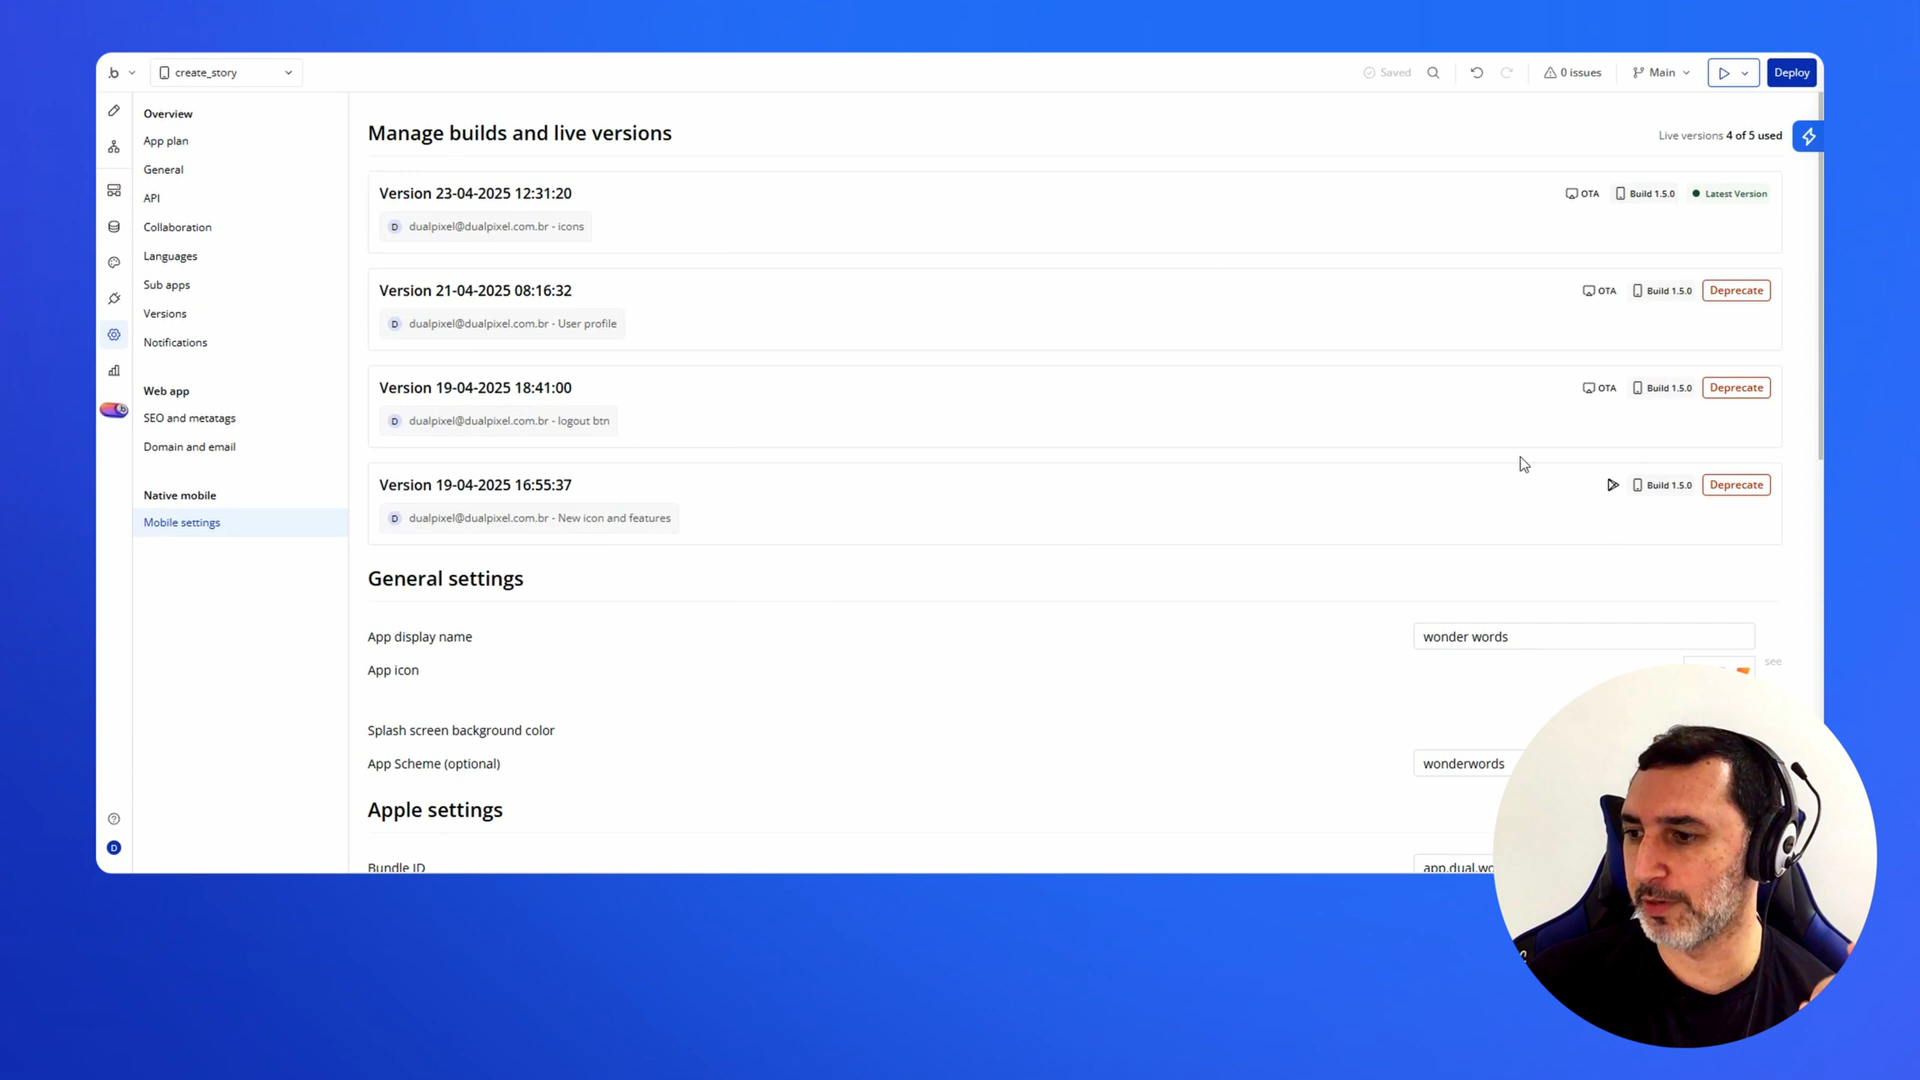 .b
create_story
Saved
0 issues
Main
Deploy
Overview
App plan
General
API
Collaboration
Languages
Sub apps
Versions
Notifications
Web app
SEO and metatags
Domain and email
Native mobile
Mobile settings
D
Manage builds and live versions
Live versions 4 of 5 used
Version 23-04-2025 12:31:20
OTA
Build 1.5.0
Latest Version
D dualpixel@dualpixel.com.br - icons
Version 21-04-2025 08:16:32
OTA
Build 1.5.0
Deprecate
D dualpixel@dualpixel.com.br - User profile
Version 19-04-2025 18:41:00
OTA
Build 1.5.0
Deprecate
D dualpixel@dualpixel.com.br - logout btn
Version 19-04-2025 16:55:37
Build 1.5.0
Deprecate
D dualpixel@dualpixel.com.br - New icon and features
General settings
App display name
wonder words
App icon
see
Splash screen background color
App Scheme (optional)
wonderwords
Apple settings
Bundle ID
app.dual.wo